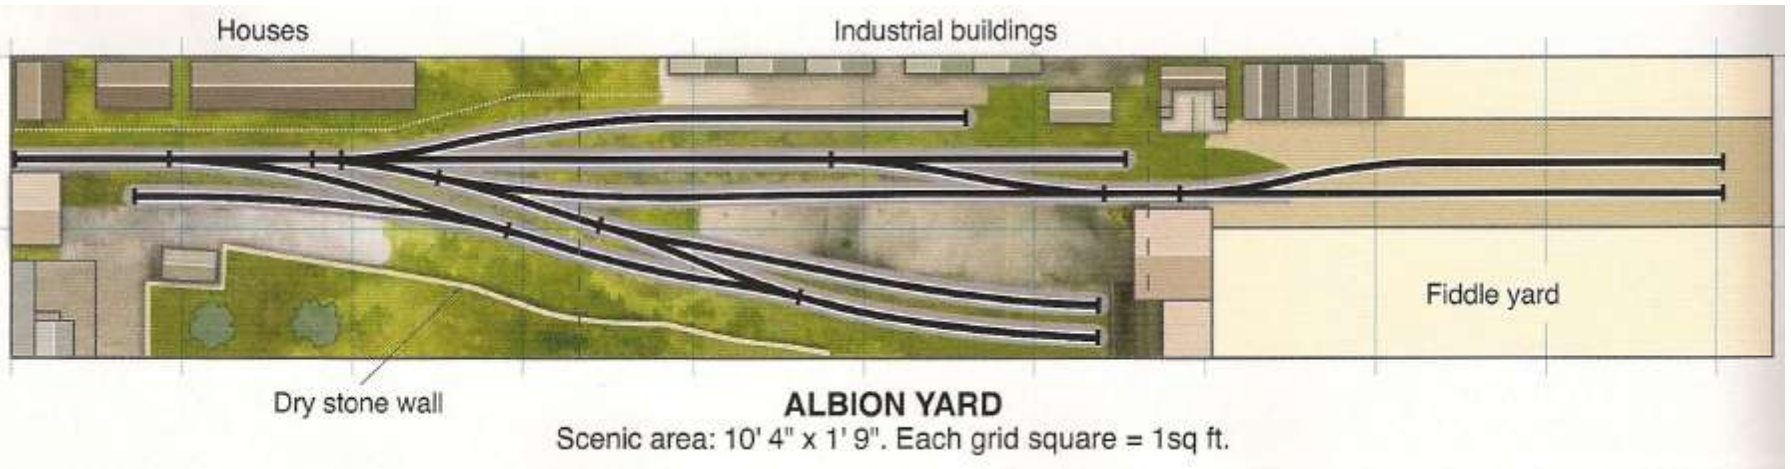 Houses
Industrial buildings
Fiddle yard
Dry stone wall
ALBION YARD
Scenic area: 10' 4" x 1' 9". Each grid square = 1sq ft.